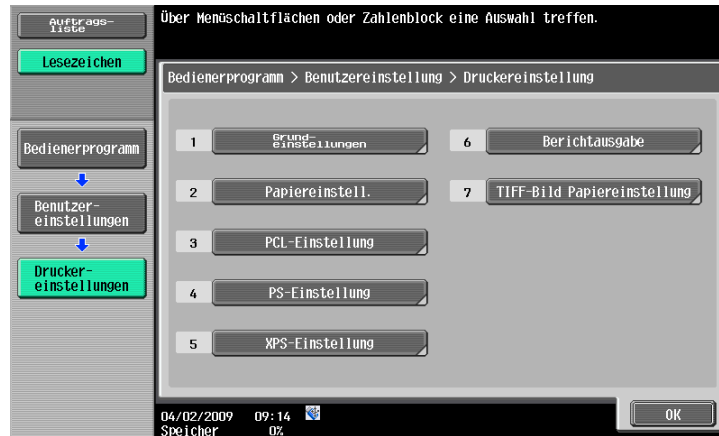 Auftrags-
liste
Lesezeichen
Bedienerprogramm
Benutzer-
einstellungen
Drucker-
einstellungen
Über Menüschaltflächen oder Zahlenblock eine Auswahl treffen.
Bedienerprogramm > Benutzereinstellung > Druckereinstellung
1 Grund-
einstellungen
2 Papiereinstell.
3 PCL-Einstellung
4 PS-Einstellung
5 XPS-Einstellung
6 Berichtausgabe
7 TIFF-Bild Papiereinstellung
04/02/2009 09:14
Speicher 0%
OK